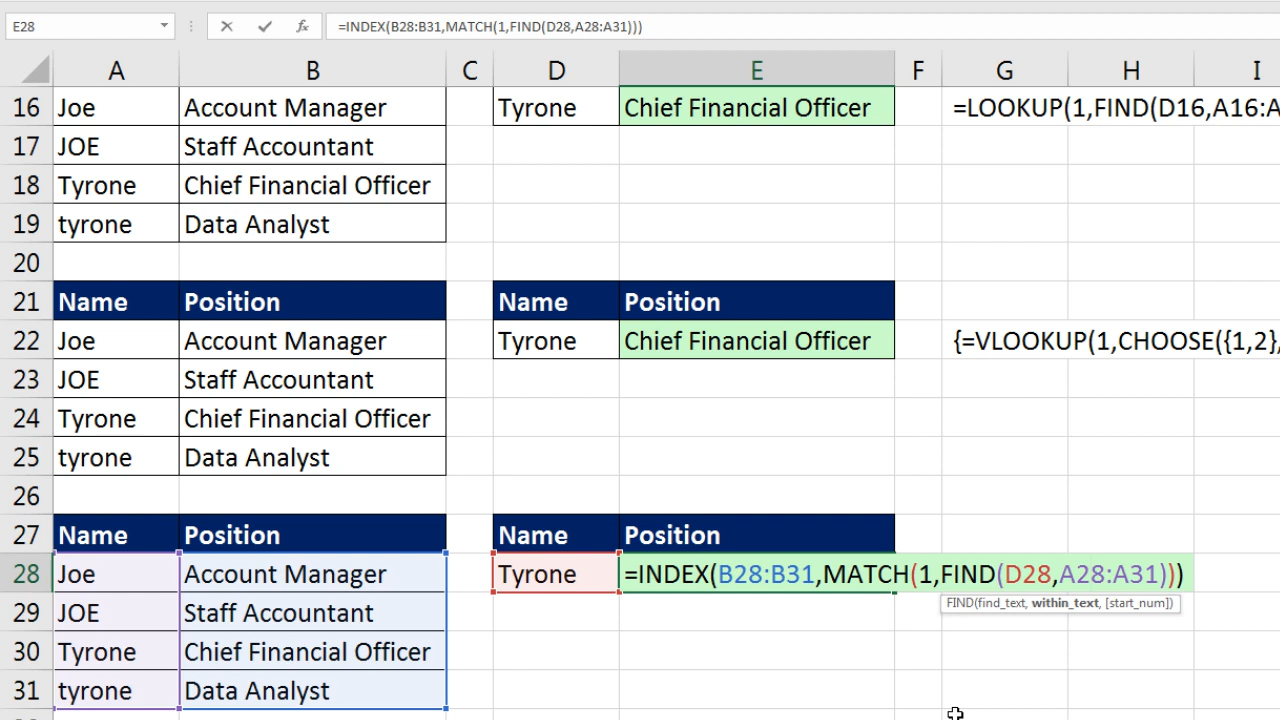 E28 fx =INDEX(B28:B31,MATCH(1,FIND(D28,A28:A31)))
A B C D E F G H I
16 Joe Account Manager Tyrone Chief Financial Officer =LOOKUP(1,FIND(D16,A16:A
17 JOE Staff Accountant
18 Tyrone Chief Financial Officer
19 tyrone Data Analyst
20
21 Name Position Name Position
22 Joe Account Manager Tyrone Chief Financial Officer {=VLOOKUP(1,CHOOSE({1,2},
23 JOE Staff Accountant
24 Tyrone Chief Financial Officer
25 tyrone Data Analyst
26
27 Name Position Name Position
28 Joe Account Manager Tyrone =INDEX(B28:B31,MATCH(1,FIND(D28,A28:A31)))
FIND(find_text, within_text, [start_num])
29 JOE Staff Accountant
30 Tyrone Chief Financial Officer
31 tyrone Data Analyst